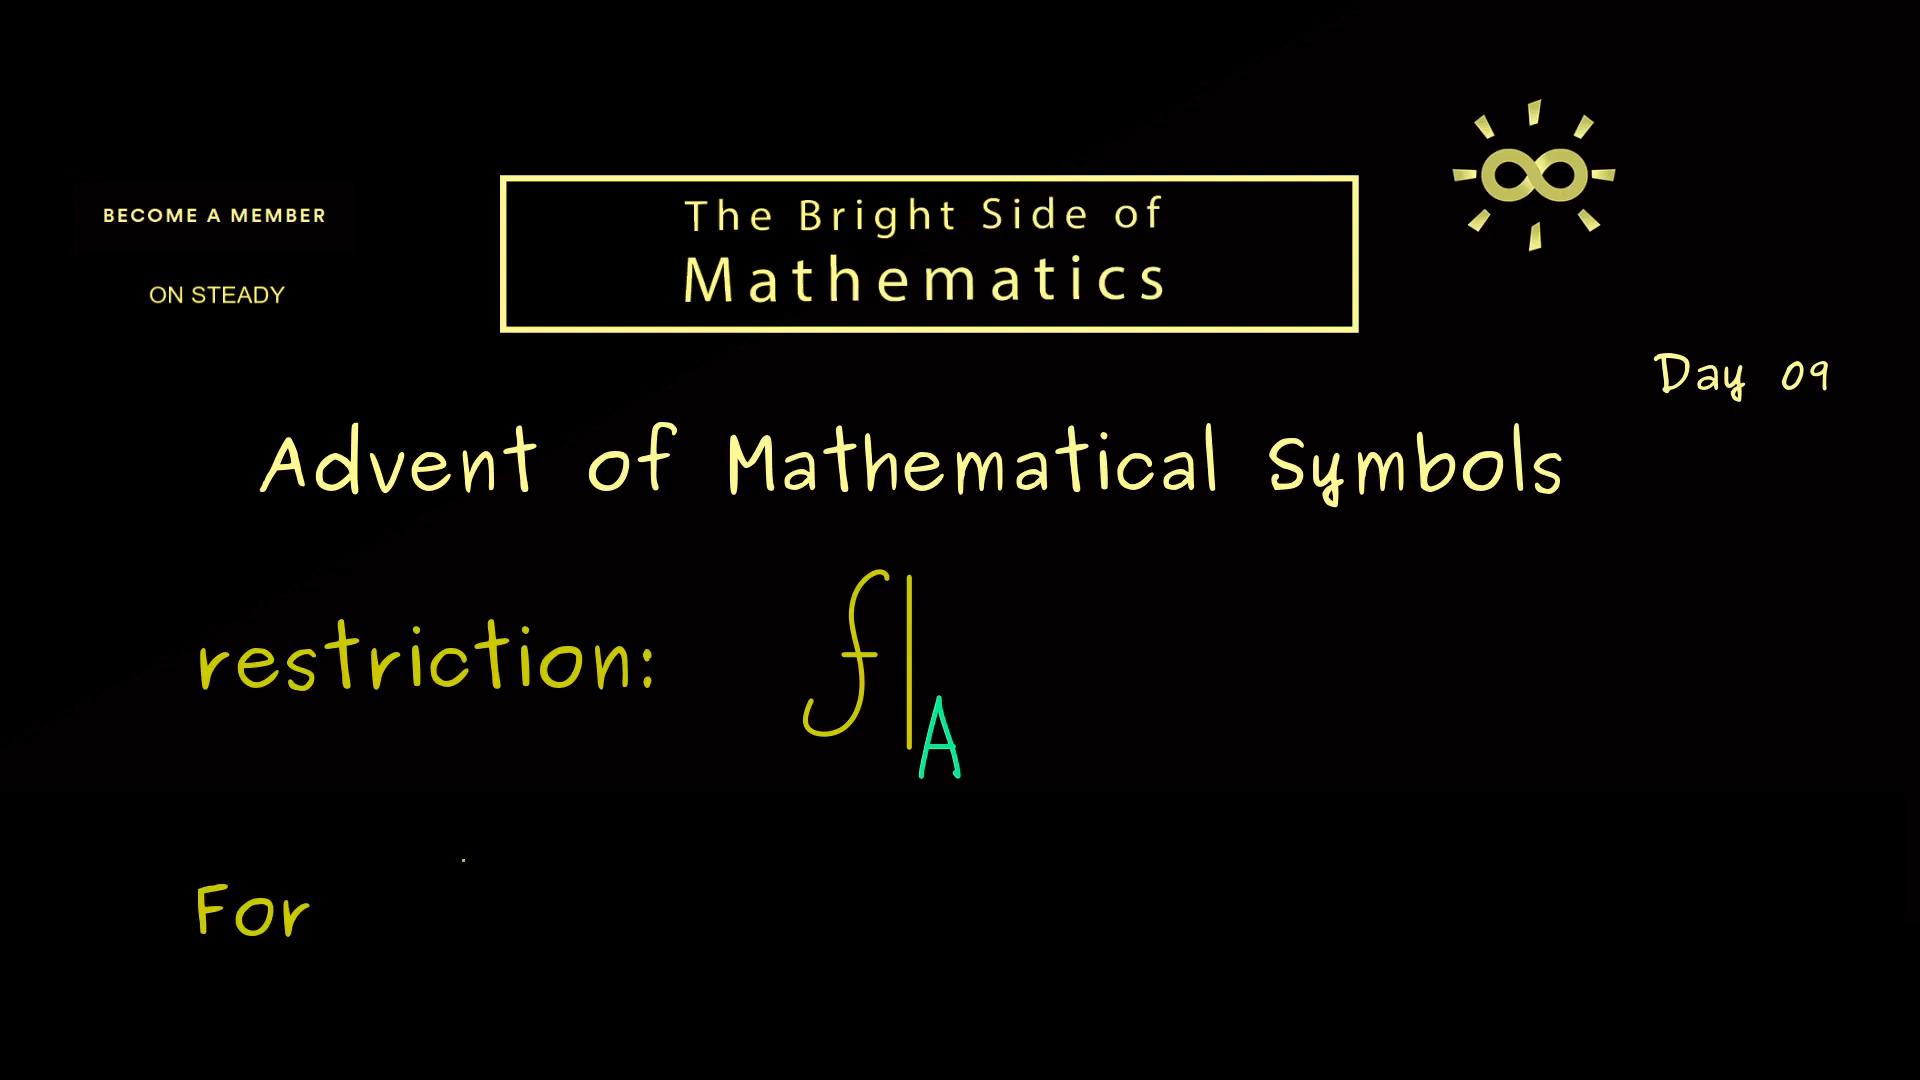 BECOME A MEMBER
ON STEADY
The Bright Side of
Mathematics
Day 09
Advent of Mathematical Symbols
restriction: f|A
For